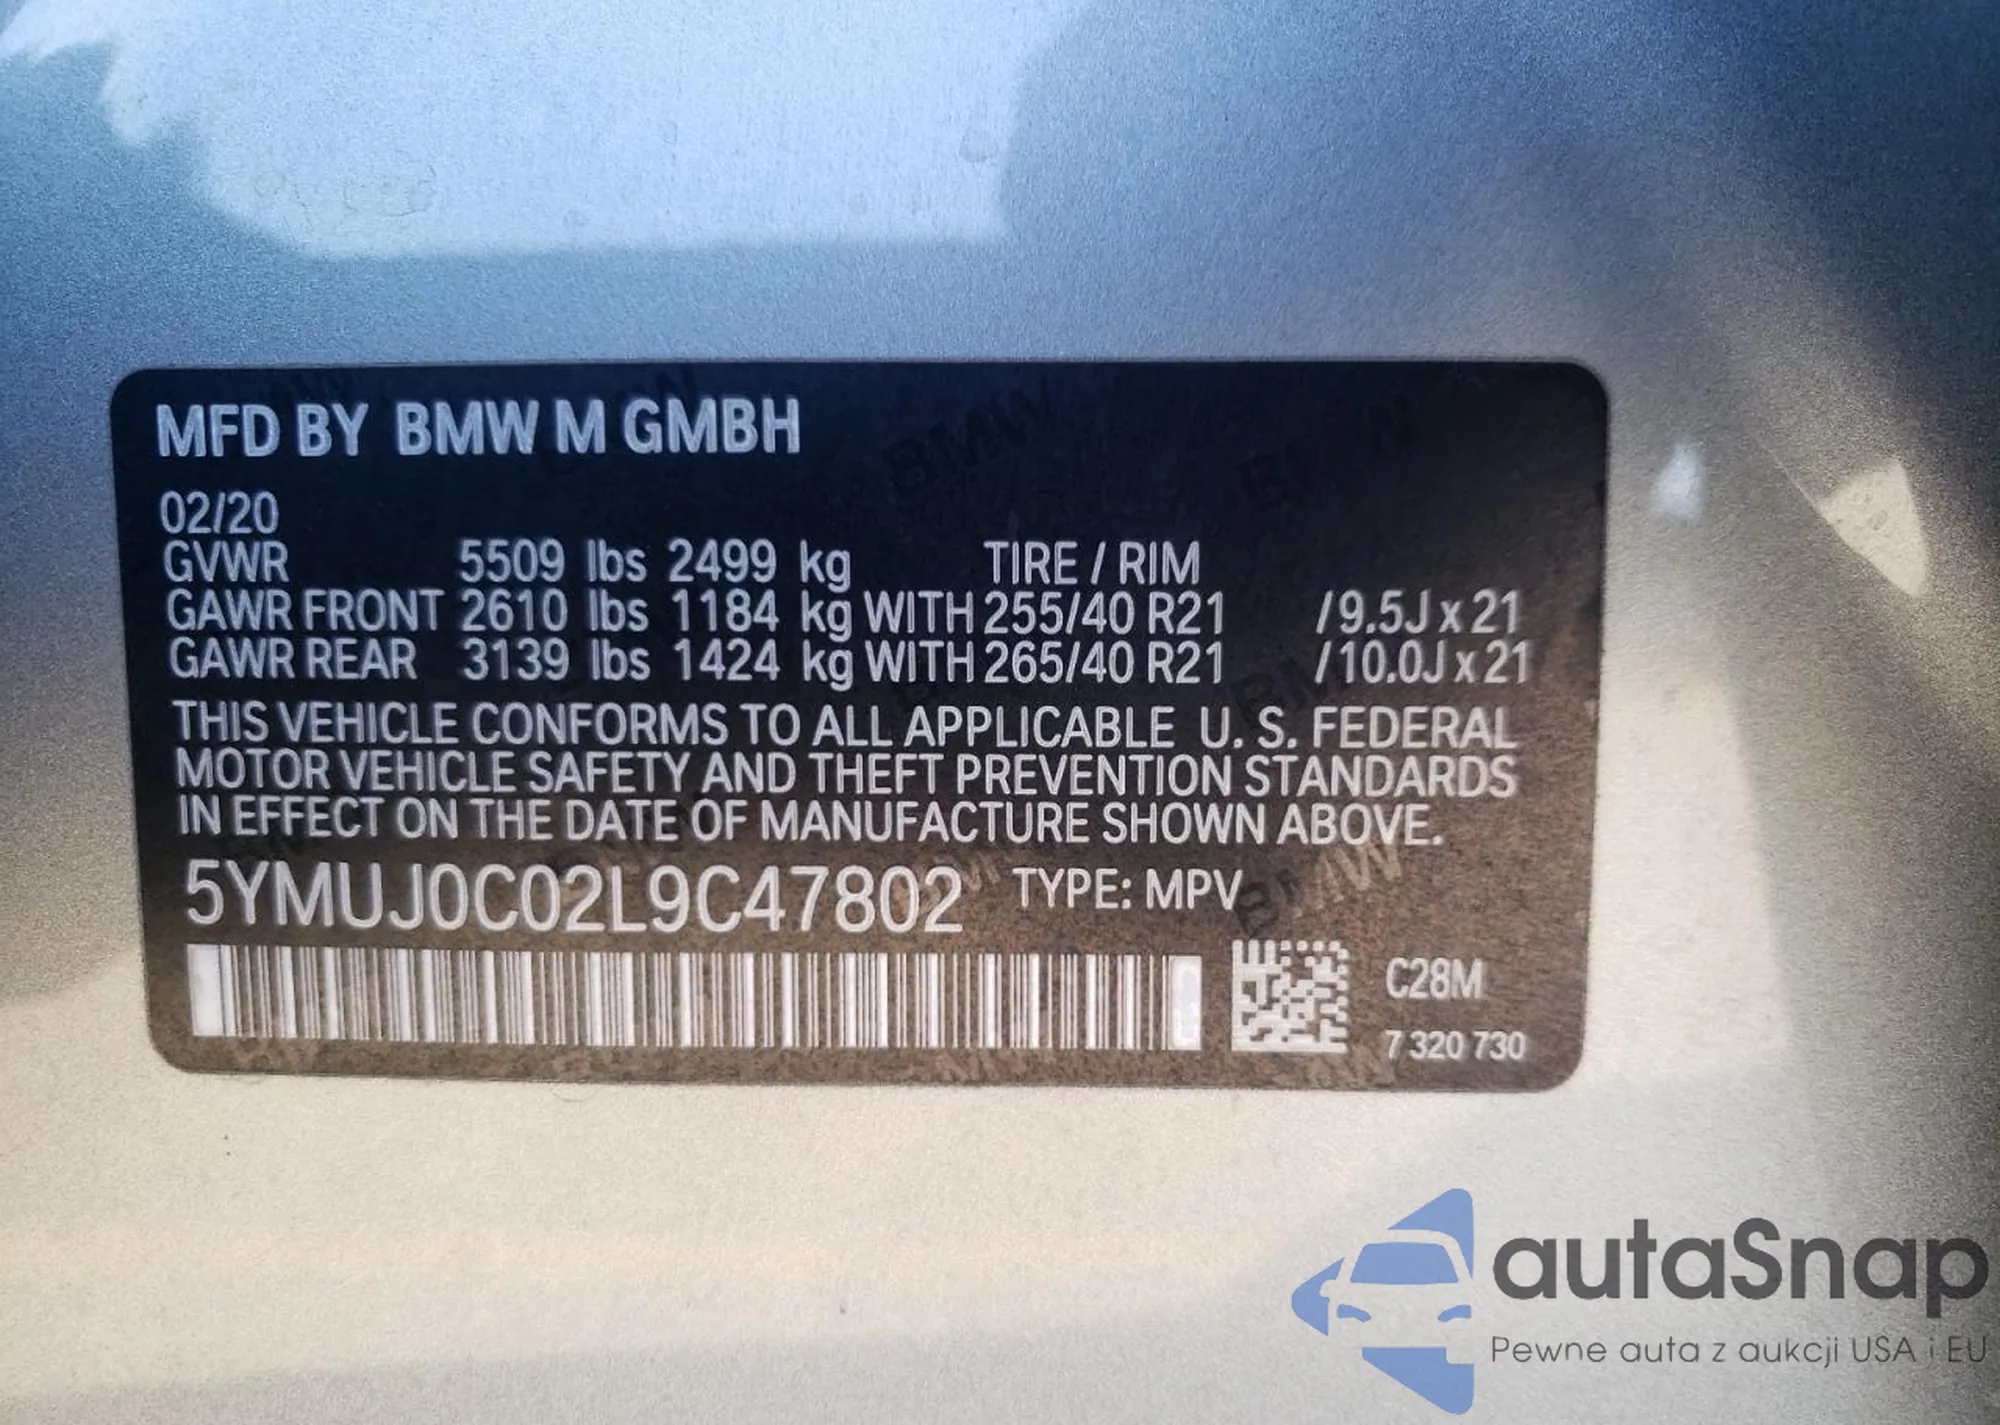 MFD BY BMW M GMBH
02/20
GVWR 5509 lbs 2499 kg TIRE / RIM
GAWR FRONT 2610 lbs 1184 kg WITH 255/40 R21 /9.5J x 21
GAWR REAR 3139 lbs 1424 kg WITH 265/40 R21 /10.0J x 21
THIS VEHICLE CONFORMS TO ALL APPLICABLE U. S. FEDERAL
MOTOR VEHICLE SAFETY AND THEFT PREVENTION STANDARDS
IN EFFECT ON THE DATE OF MANUFACTURE SHOWN ABOVE.
5YMUJ0C02L9C47802 TYPE: MPV
C28M
7 320 730
autaSnap
Pewne auta z aukcji USA i EU